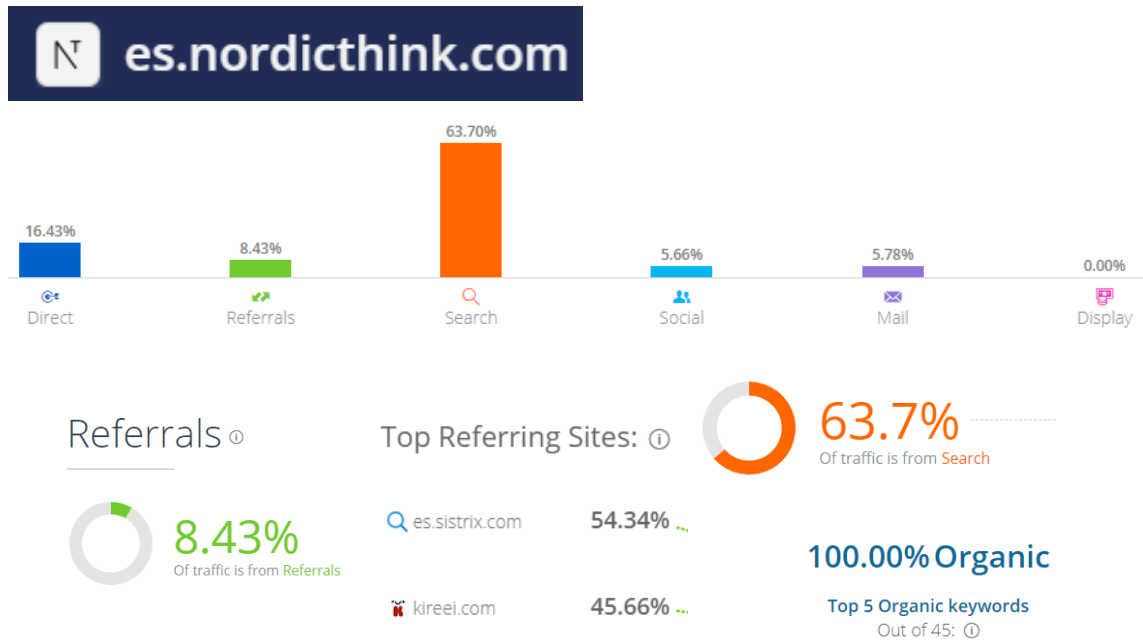 NT es.nordicthink.com
63.70%
16.43%
8.43%
5.66%
5.78%
0.00%
Direct
Referrals
Search
Social
Mail
Display
Referrals
8.43%
Of traffic is from Referrals
Top Referring Sites:
es.sistrix.com 54.34%
kireei.com 45.66%
63.7%
Of traffic is from Search
100.00% Organic
Top 5 Organic keywords
Out of 45: